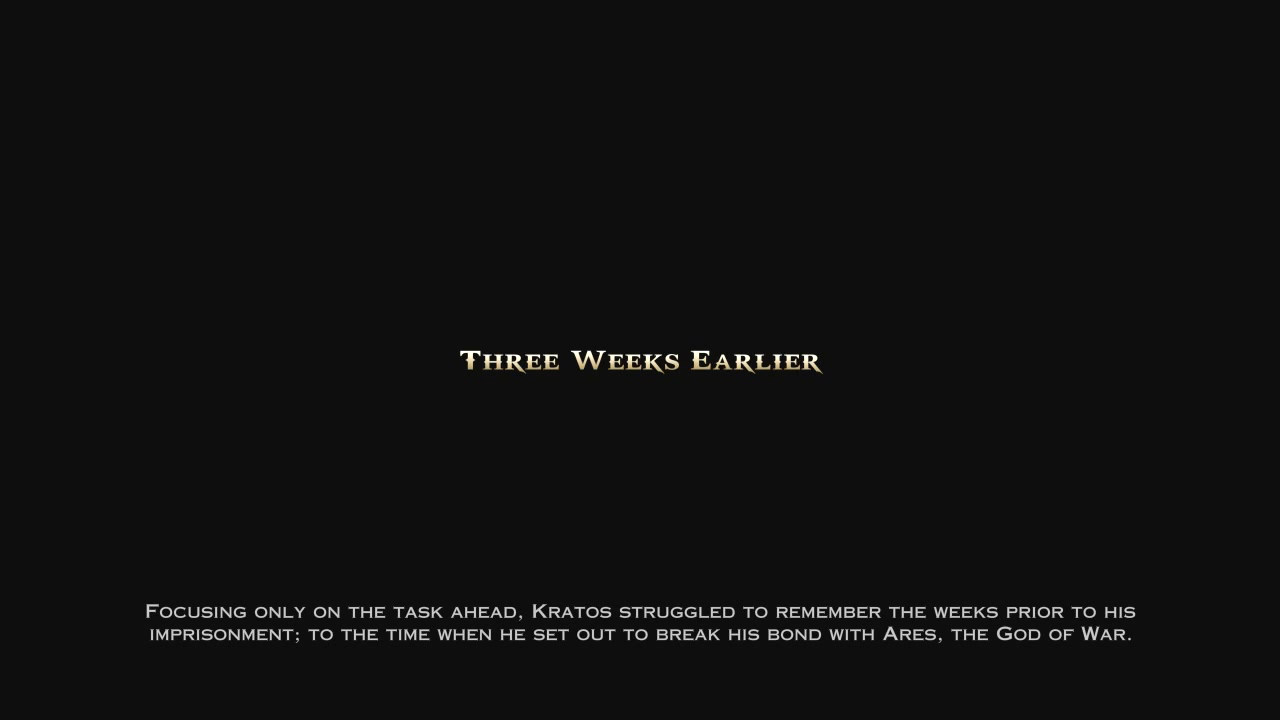 Three Weeks Earlier
Focusing only on the task ahead, Kratos struggled to remember the weeks prior to his
imprisonment; to the time when he set out to break his bond with Ares, the God of War.